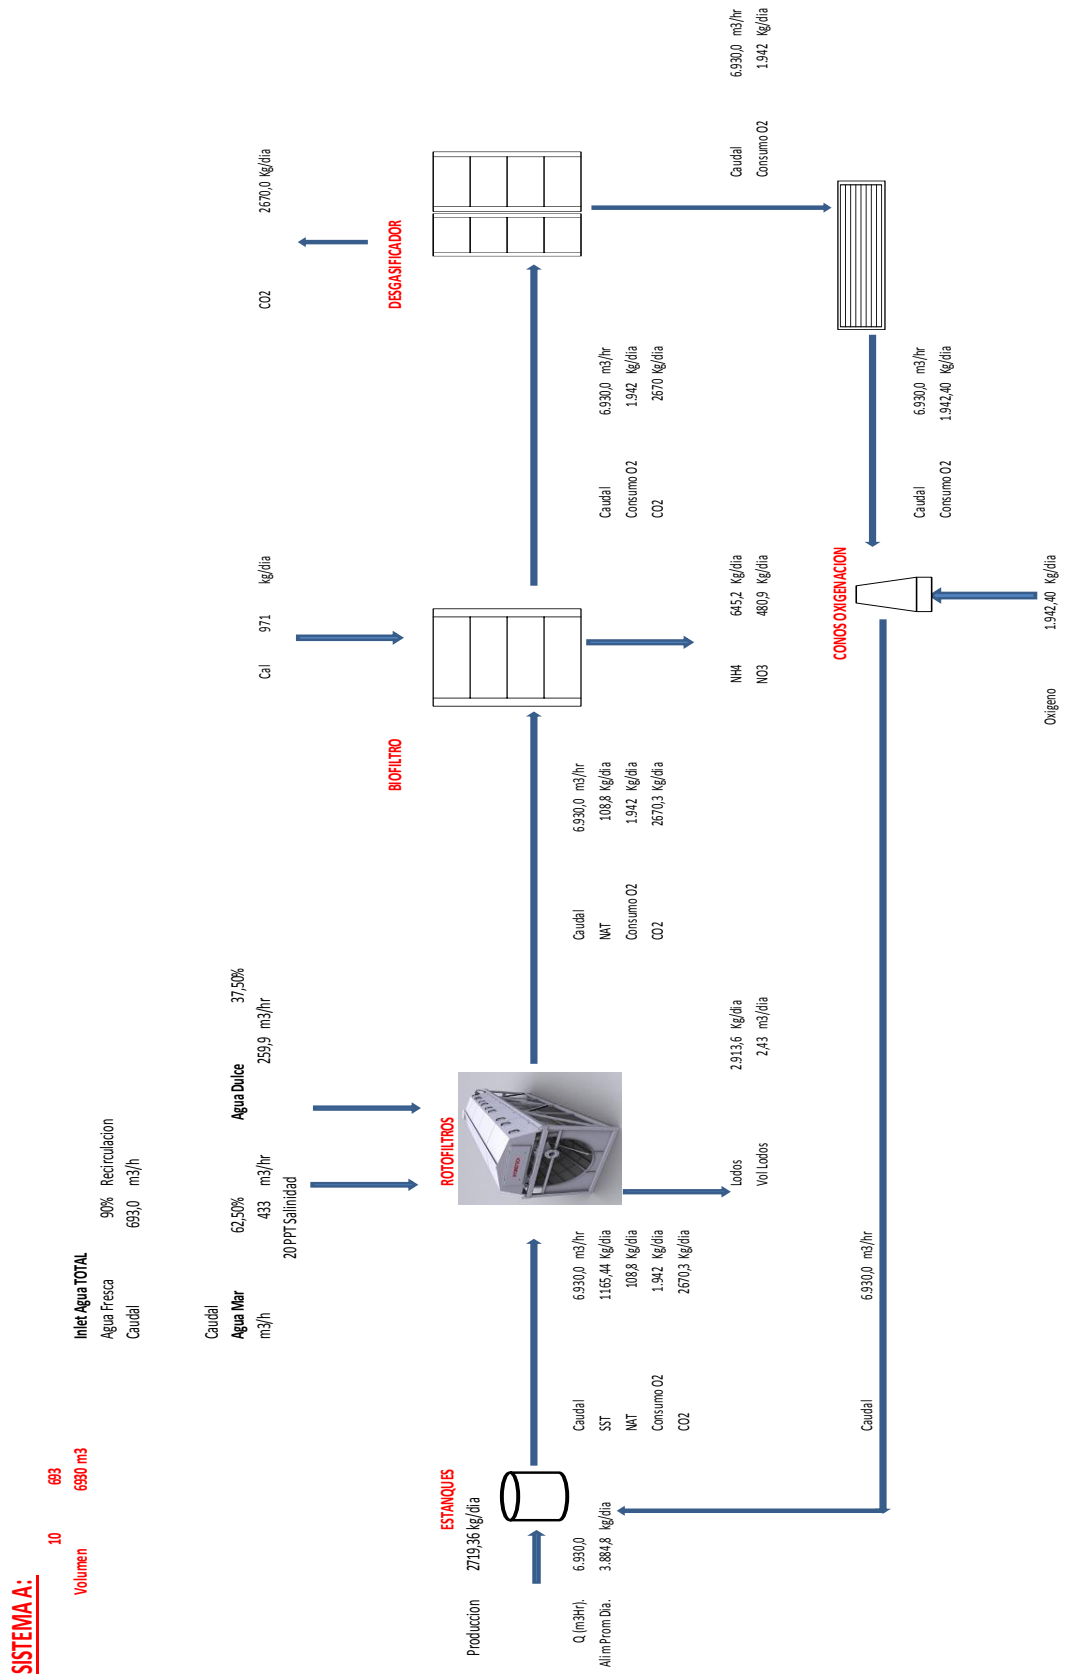 SISTEMA A:
10 693
Volumen 6930 m3
Inlet Agua TOTAL
Agua Fresca 90% Recirculacion
Caudal 693,0 m3/h
Caudal
Agua Mar 62,50% Agua Dulce 37,50%
m3/h 433 m3/hr 259,9 m3/hr
20 PPT Salinidad
Cal 971 kg/dia
CO2 2670,0 Kg/dia
ESTANQUES
ROTOFILTROS
BIOFILTRO
DESGASIFICADOR
Produccion 2719,36 kg/dia
Q (m3Hr). 6.930,0
Alim Prom Dia. 3.884,8 kg/dia
Caudal 6.930,0 m3/hr
SST 1165,44 Kg/dia
NAT 108,8 Kg/dia
Consumo O2 1.942 Kg/dia
CO2 2670,3 Kg/dia
Lodos 2.913,6 Kg/dia
Vol Lodos 2,43 m3/dia
Caudal 6.930,0 m3/hr
NAT 108,8 Kg/dia
Consumo O2 1.942 Kg/dia
CO2 2670,3 Kg/dia
NH4 645,2 Kg/dia
NO3 480,9 Kg/dia
Caudal 6.930,0 m3/hr
Consumo O2 1.942 Kg/dia
CO2 2670 Kg/dia
Caudal 6.930,0 m3/hr
Consumo O2 1.942 Kg/dia
CONOS OXIGENACION
Caudal 6.930,0 m3/hr
Consumo O2 1.942,40 Kg/dia
Caudal 6.930,0 m3/hr
Oxigeno 1.942,40 Kg/dia